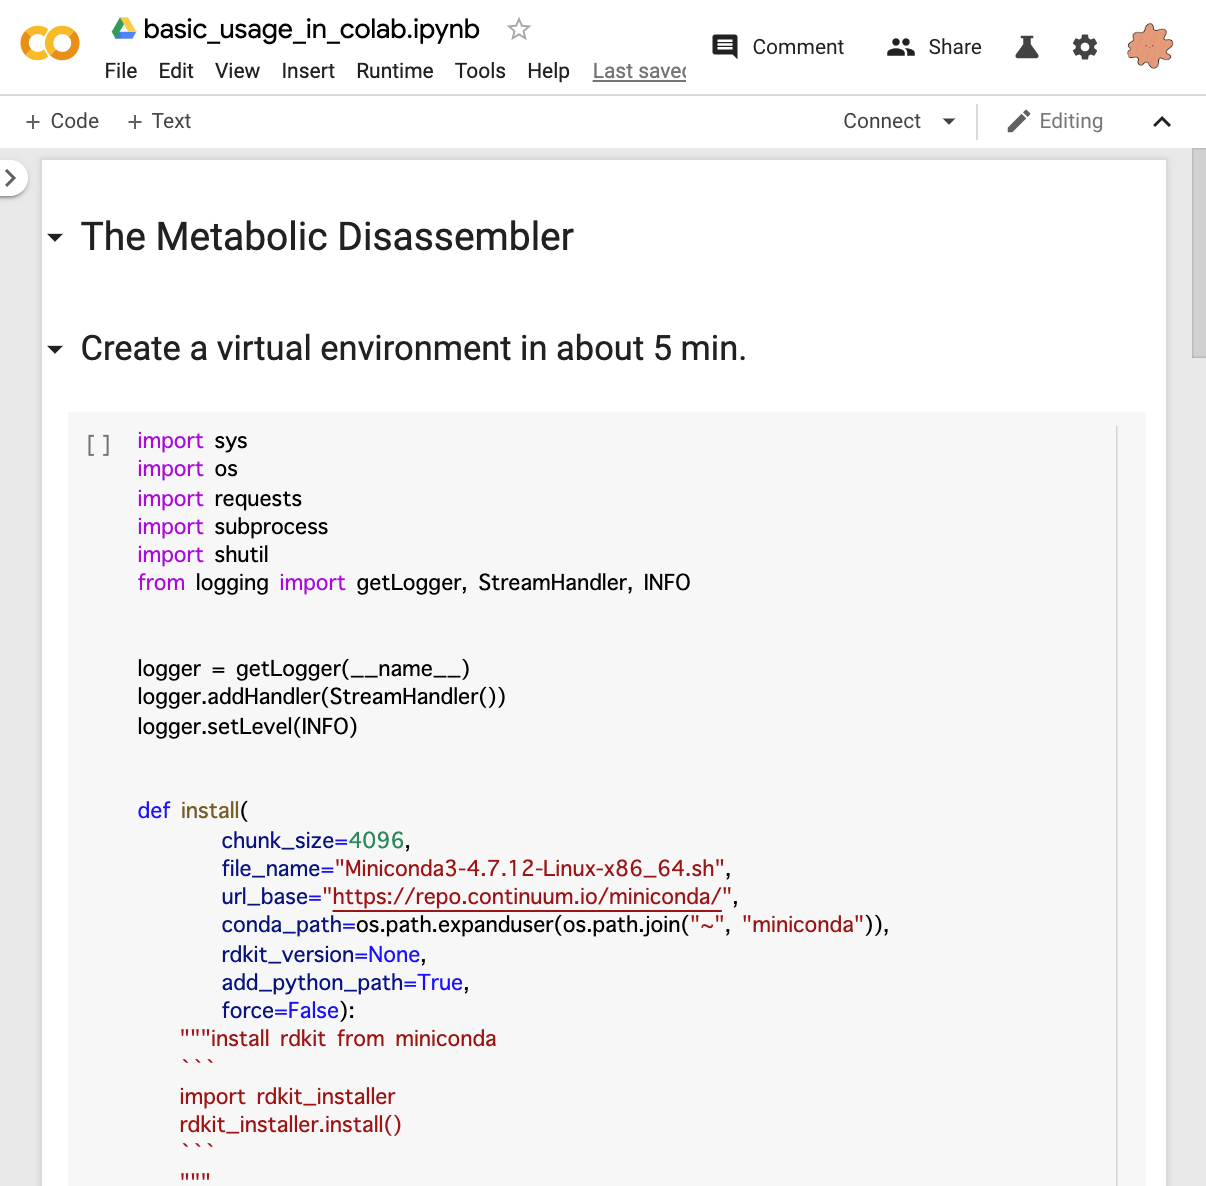 basic_usage_in_colab.ipynb
Comment
Share
File Edit View Insert Runtime Tools Help Last saved
+ Code + Text
Connect
Editing
The Metabolic Disassembler
Create a virtual environment in about 5 min.
[ ] import sys
import os
import requests
import subprocess
import shutil
from logging import getLogger, StreamHandler, INFO
logger = getLogger(__name__)
logger.addHandler(StreamHandler())
logger.setLevel(INFO)
def install(
chunk_size=4096,
file_name="Miniconda3-4.7.12-Linux-x86_64.sh",
url_base="https://repo.continuum.io/miniconda/",
conda_path=os.path.expanduser(os.path.join("~", "miniconda")),
rdkit_version=None,
add_python_path=True,
force=False):
"""install rdkit from miniconda
```
import rdkit_installer
rdkit_installer.install()
```
"""